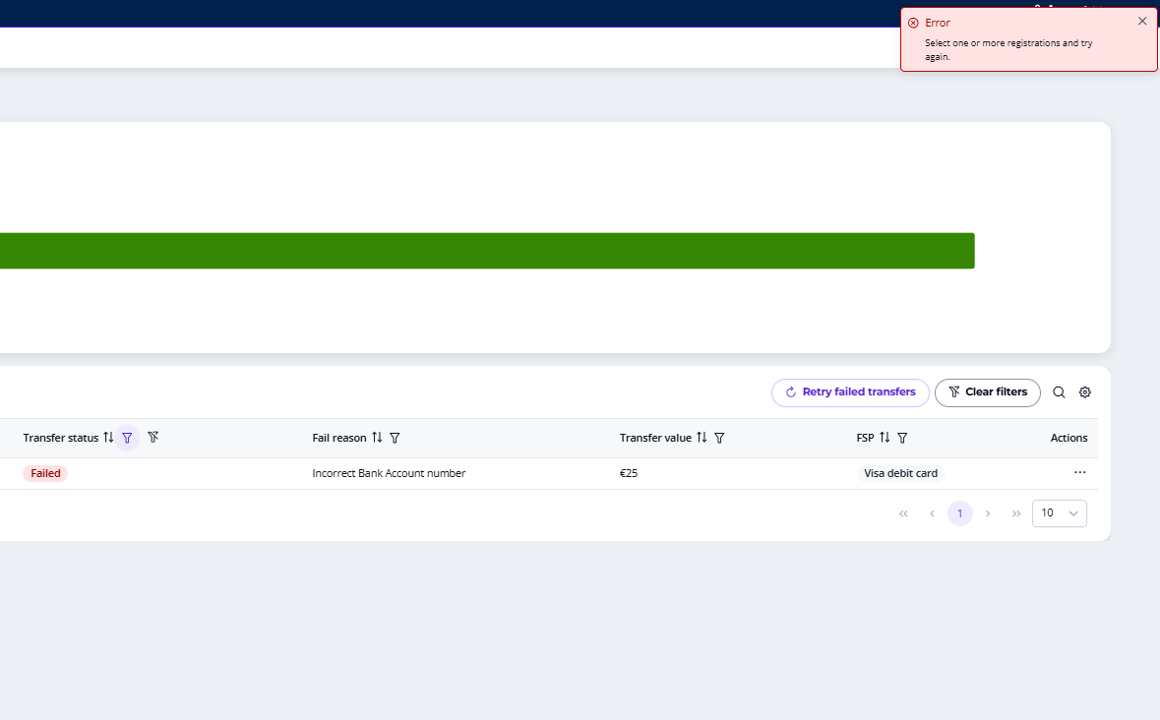 Error
Select one or more registrations and try
again.
Retry failed transfers Clear filters
Transfer status Fail reason Transfer value FSP Actions
Failed Incorrect Bank Account number €25 Visa debit card ...
1 10